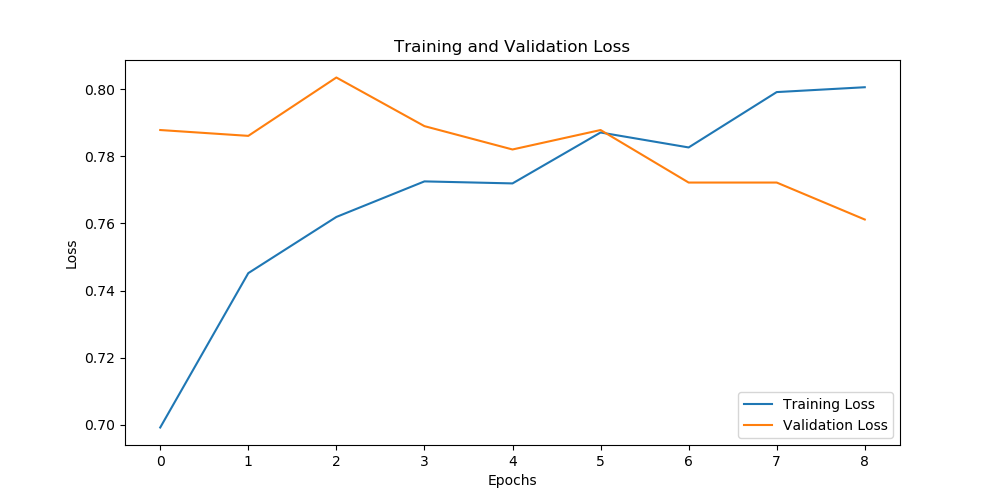 Training and Validation Loss
0.80
0.78
0.76
0.74
0.72
0.70
Loss
Training Loss
Validation Loss
0 1 2 3 4 5 6 7 8
Epochs